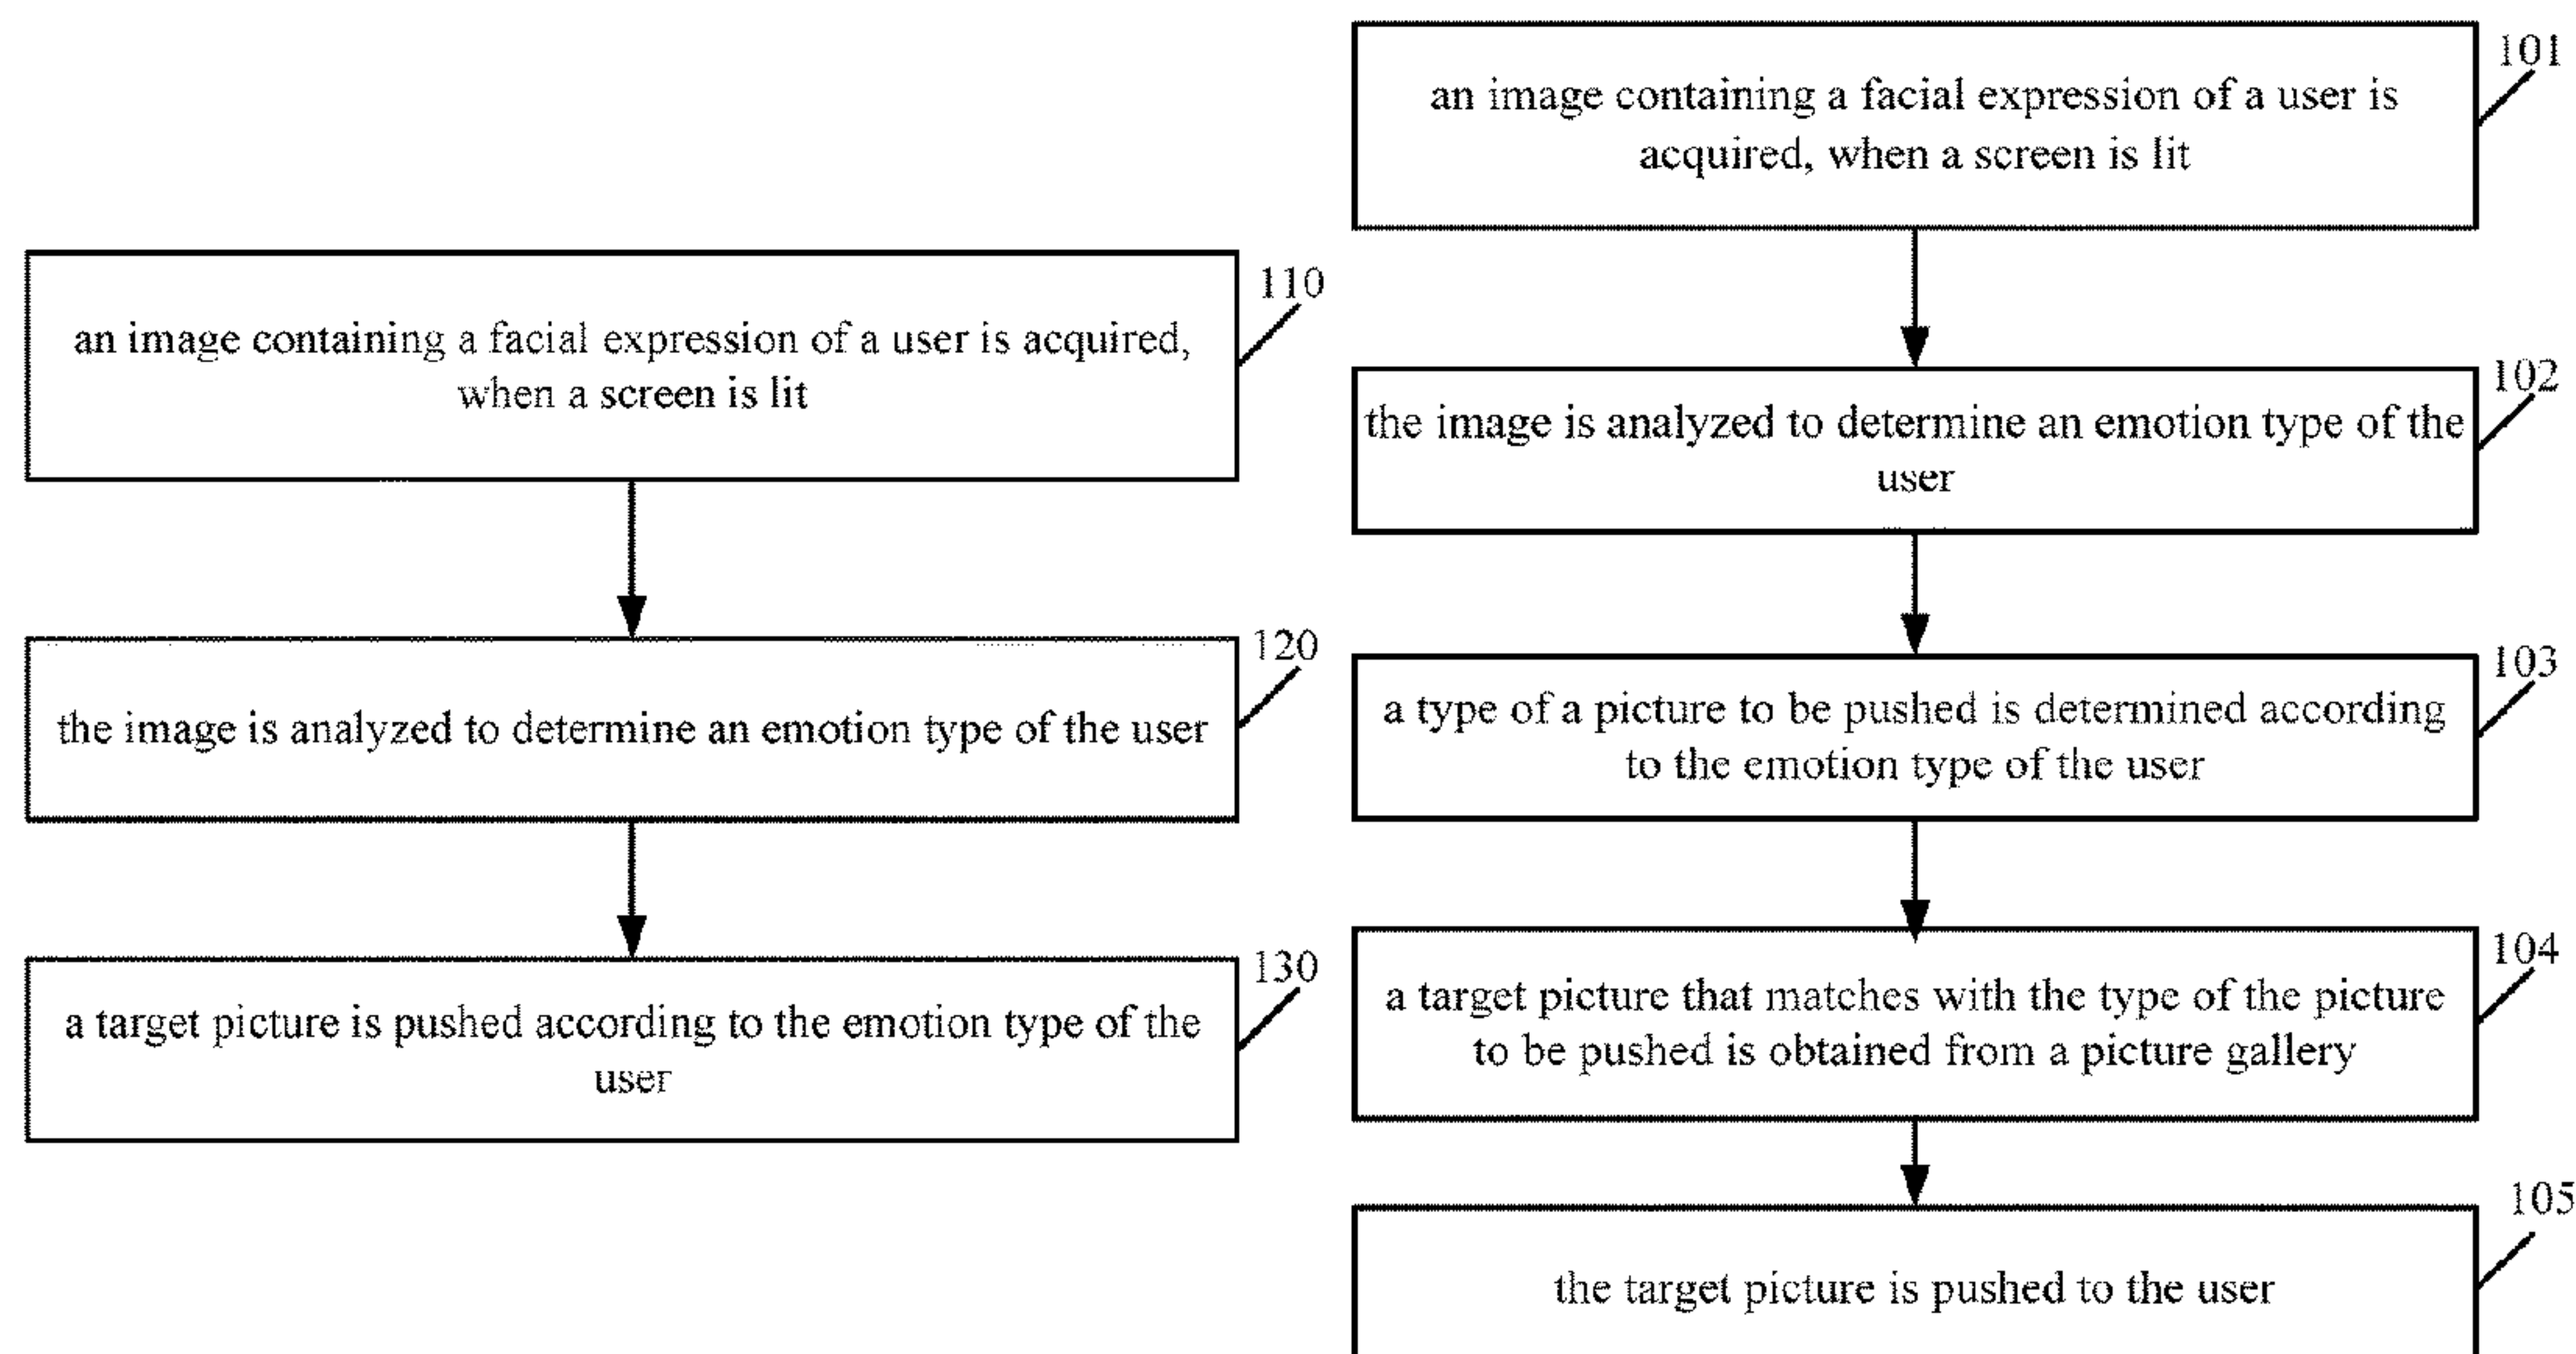 110
an image containing a facial expression of a user is acquired,
when a screen is lit
120
the image is analyzed to determine an emotion type of the user
130
a target picture is pushed according to the emotion type of the
user
101
an image containing a facial expression of a user is
acquired, when a screen is lit
102
the image is analyzed to determine an emotion type of the
user
103
a type of a picture to be pushed is determined according
to the emotion type of the user
104
a target picture that matches with the type of the picture
to be pushed is obtained from a picture gallery
105
the target picture is pushed to the user